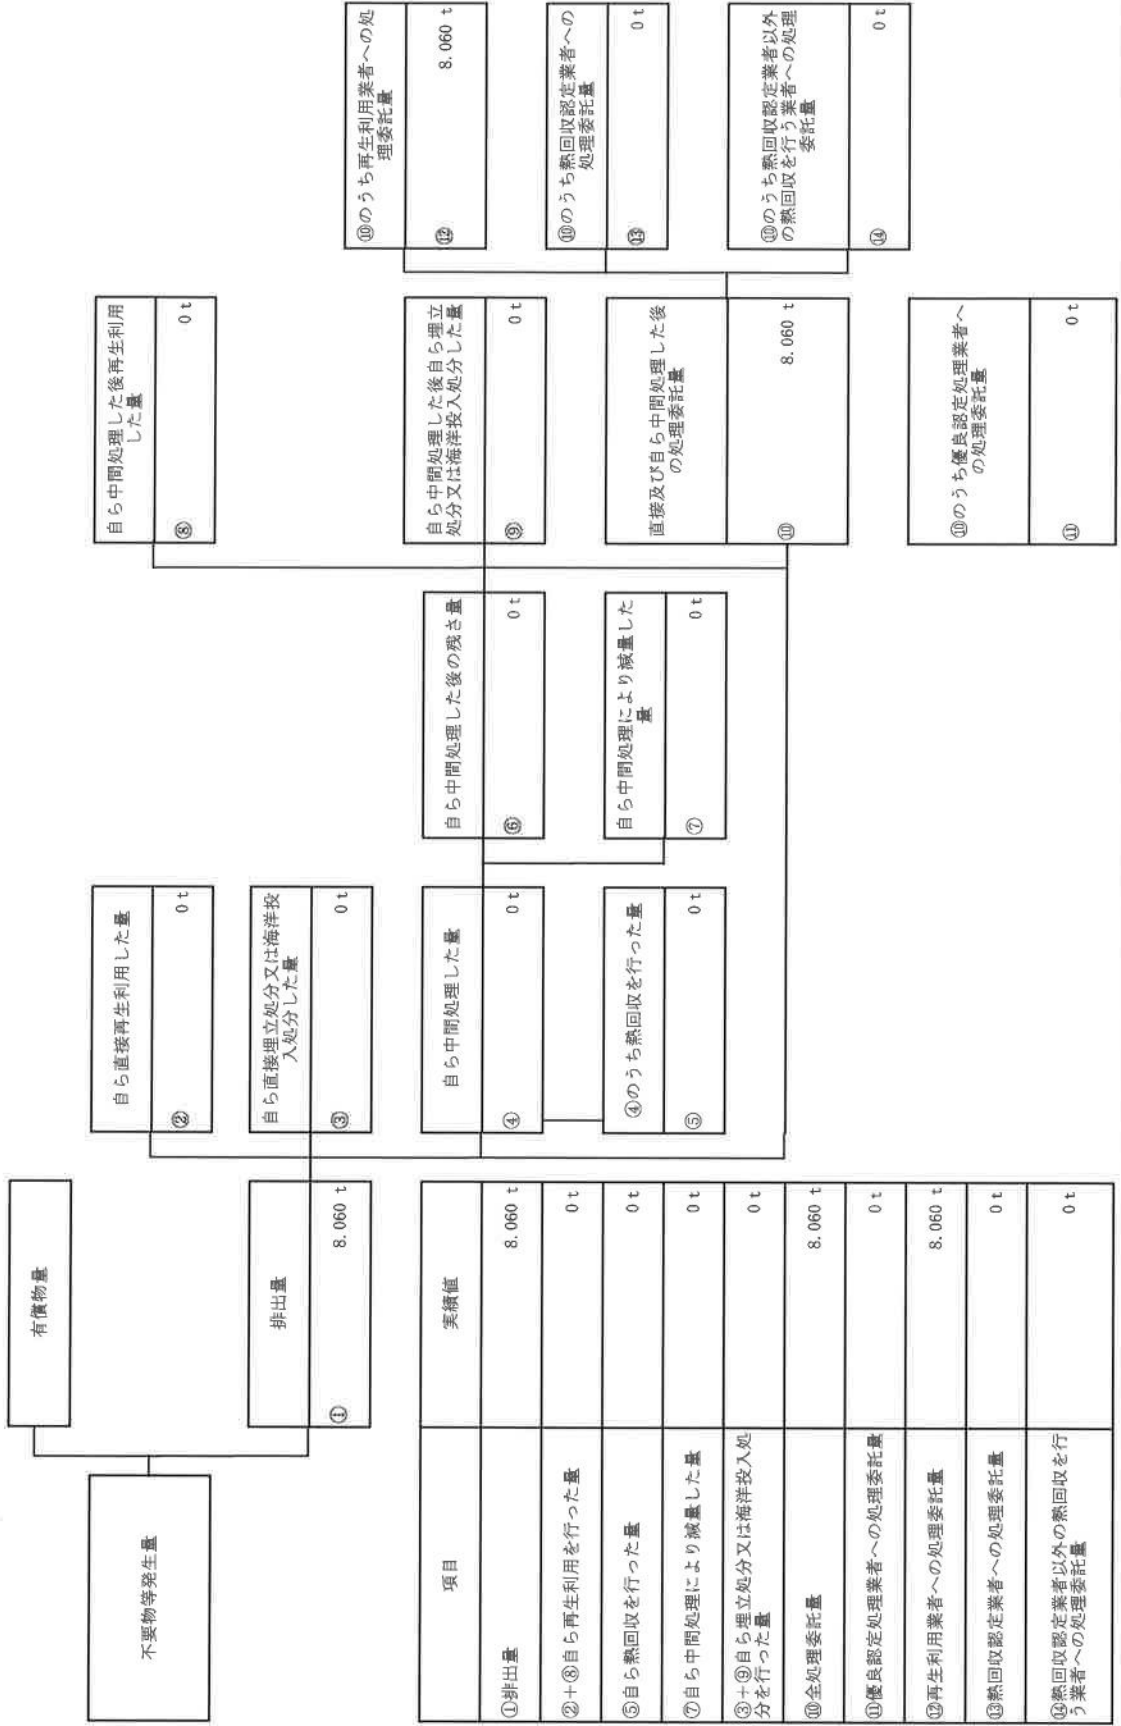 不要物等発生量
有償物量
排出量
① 8.060 t
自ら直接再生利用した量
② 0 t
自ら直接埋立処分又は海洋投
入処分した量
③ 0 t
自ら中間処理した量
④ 0 t
④のうち熱回収を行った量
⑤ 0 t
自ら中間処理した後の残さ量
⑥ 0 t
自ら中間処理により減量した
量
⑦ 0 t
自ら中間処理した後再生利用
した量
⑧ 0 t
自ら中間処理した後自ら埋立
処分又は海洋投入処分した量
⑨ 0 t
直接及び自ら中間処理した後
の処理委託量
⑩ 8.060 t
⑩のうち優良認定処理業者へ
の処理委託量
⑪ 0 t
⑩のうち再生利用業者への処
理委託量
⑫ 8.060 t
⑩のうち熱回収認定業者への
処理委託量
⑬ 0 t
⑩のうち熱回収認定業者以外
の熱回収を行う業者への処理
委託量
⑭ 0 t
項目 実績値
①排出量 8.060 t
②+⑧自ら再生利用を行った量 0 t
⑤自ら熱回収を行った量 0 t
⑦自ら中間処理により減量した量 0 t
③+⑨自ら埋立処分又は海洋投入処
分を行った量 0 t
⑩全処理委託量 8.060 t
⑪優良認定処理業者への処理委託量 0 t
⑫再生利用業者への処理委託量 8.060 t
⑬熱回収認定業者への処理委託量 0 t
⑭熱回収認定業者以外の熱回収を行
う業者への処理委託量 0 t